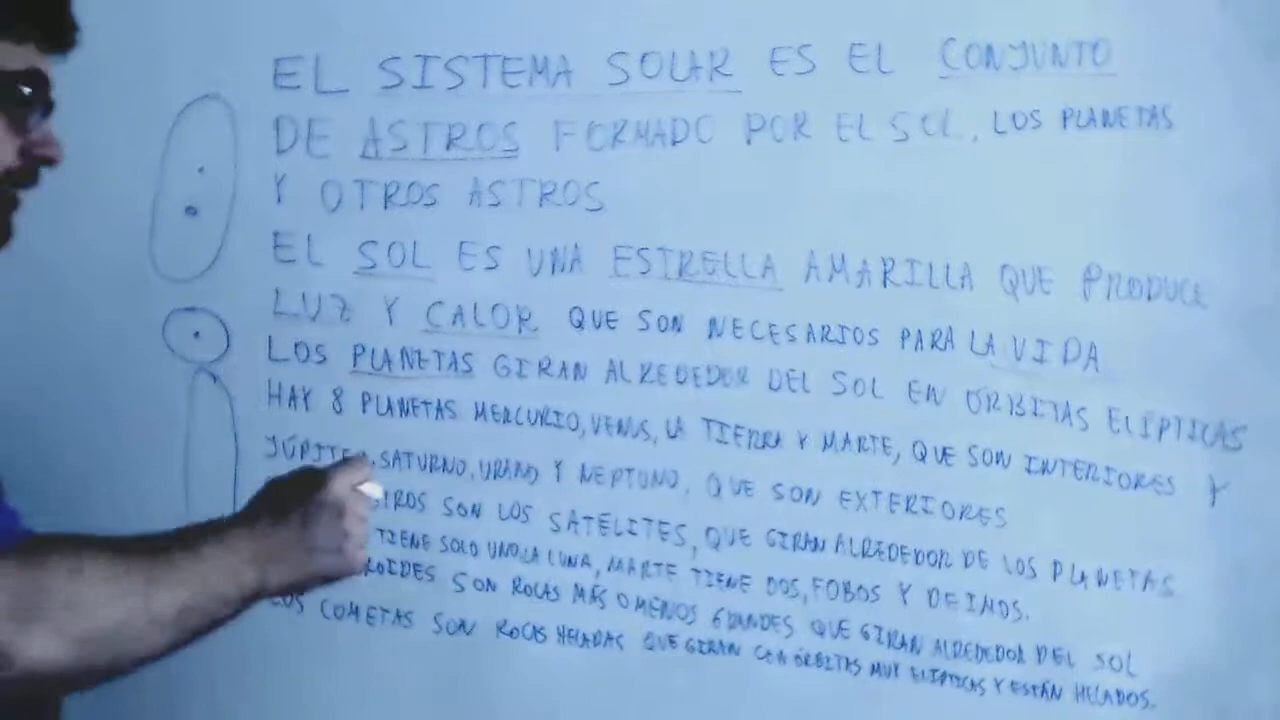 EL SISTEMA SOLAR ES EL CONJUNTO
DE ASTROS FORMADO POR EL SOL, LOS PLANETAS
Y OTROS ASTROS
EL SOL ES UNA ESTRELLA AMARILLA QUE PRODUCE
LUZ Y CALOR QUE SON NECESARIOS PARA LA VIDA
LOS PLANETAS GIRAN ALREDEDOR DEL SOL EN ÓRBITAS ELÍPTICAS
HAY 8 PLANETAS MERCURIO, VENUS, LA TIERRA Y MARTE, QUE SON INTERIORES Y
JÚPITER, SATURNO, URANO Y NEPTUNO, QUE SON EXTERIORES
SON LOS SATÉLITES, QUE GIRAN ALREDEDOR DE LOS PLANETAS
TIENE SOLO UNO, LA LUNA, MARTE TIENE DOS, FOBOS Y DEIMOS.
SON ROCAS MÁS O MENOS GRANDES QUE GIRAN ALREDEDOR DEL SOL
LOS COMETAS SON ROCAS HELADAS QUE GIRAN CON ÓRBITAS MUY ELÍPTICAS Y ESTÁN HELADOS.